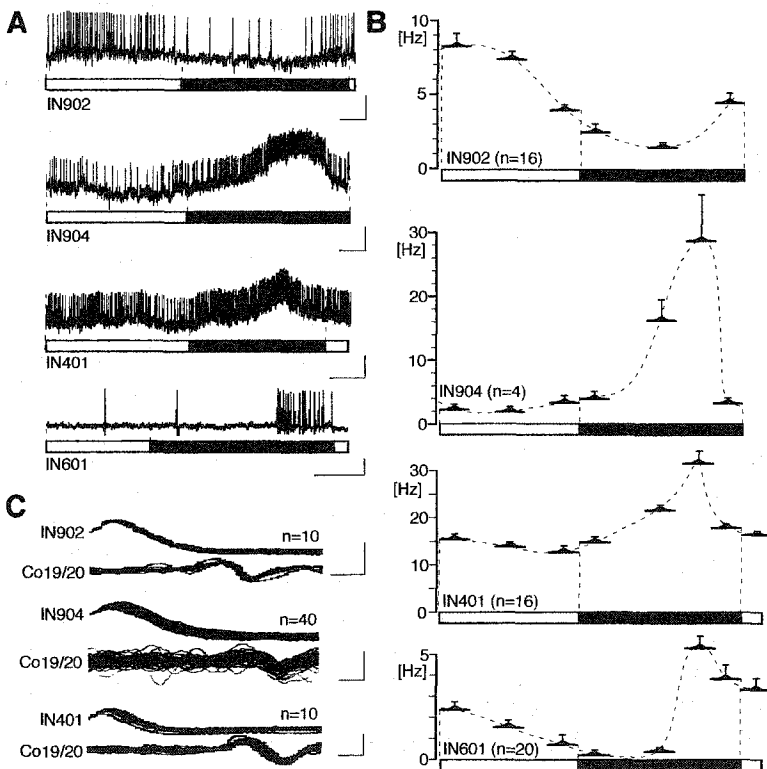 A
IN902
IN904
IN401
IN601
B
10
[Hz]
5
0
IN902 (n=16)
30
[Hz]
20
10
0
IN904 (n=4)
30
[Hz]
20
10
0
IN401 (n=16)
5
[Hz]
0
IN601 (n=20)
C
IN902
n=10
Co19/20
IN904
n=40
Co19/20
IN401
n=10
Co19/20